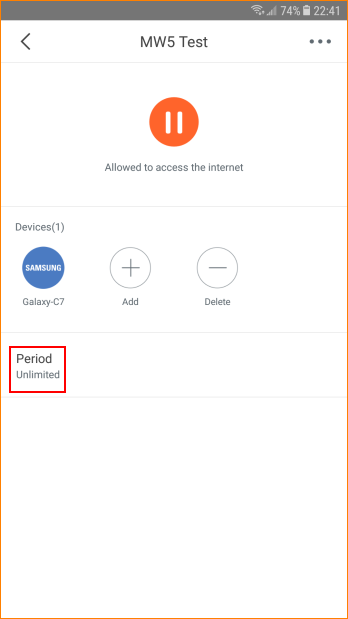 74% 22:41
MW5 Test
Allowed to access the internet
Devices(1)
SAMSUNG
Galaxy-C7 Add Delete
Period
Unlimited